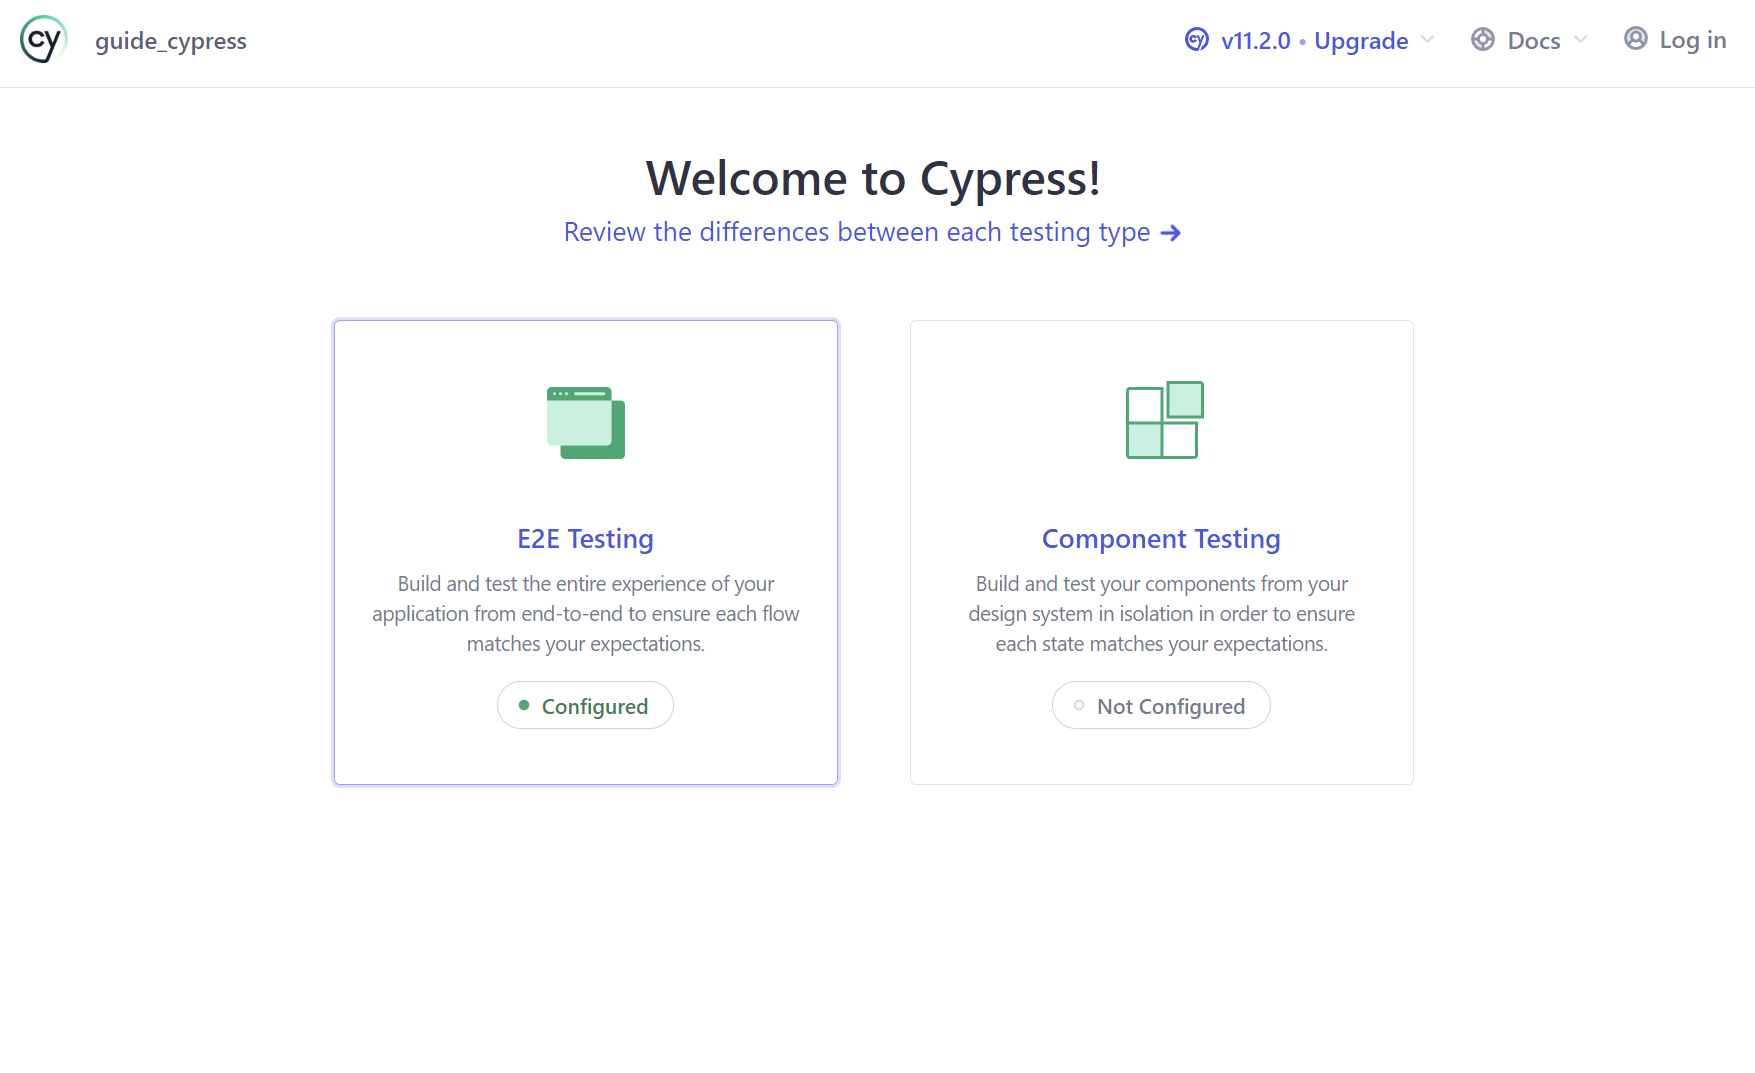 cy guide_cypress cy v11.2.0 • Upgrade Docs Log in
Welcome to Cypress!
Review the differences between each testing type →
E2E Testing
Build and test the entire experience of your
application from end-to-end to ensure each flow
matches your expectations.
Configured
Component Testing
Build and test your components from your
design system in isolation in order to ensure
each state matches your expectations.
Not Configured